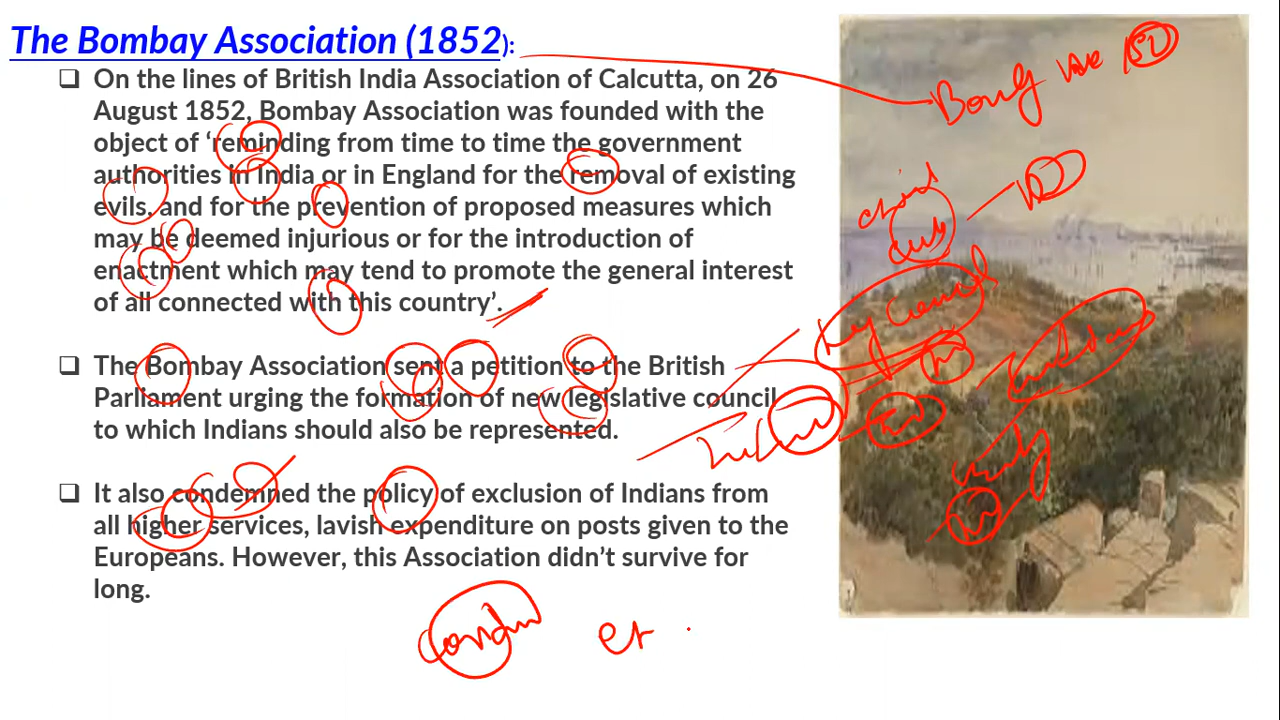 The Bombay Association (1852):
❑ On the lines of British India Association of Calcutta, on 26
August 1852, Bombay Association was founded with the
object of ‘reminding from time to time the government
authorities in India or in England for the removal of existing
evils, and for the prevention of proposed measures which
may be deemed injurious or for the introduction of
enactment which may tend to promote the general interest
of all connected with this country’.
❑ The Bombay Association sent a petition to the British
Parliament urging the formation of new legislative council
to which Indians should also be represented.
❑ It also condemned the policy of exclusion of Indians from
all higher services, lavish expenditure on posts given to the
Europeans. However, this Association didn’t survive for
long.